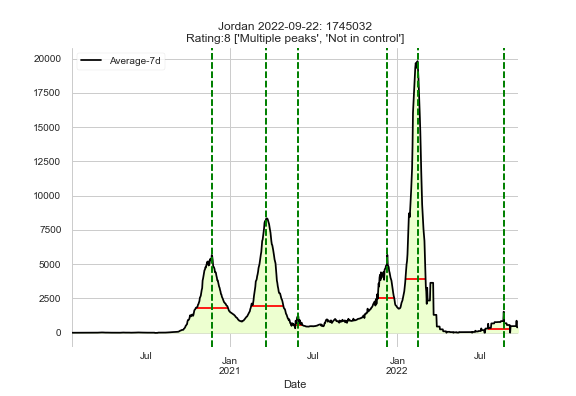 Jordan 2022-09-22: 1745032
Rating:8 ['Multiple peaks', 'Not in control']
Average-7d
20000
17500
15000
12500
10000
7500
5000
2500
0
Jul
Jan
2021
Jul
Jan
2022
Jul
Date